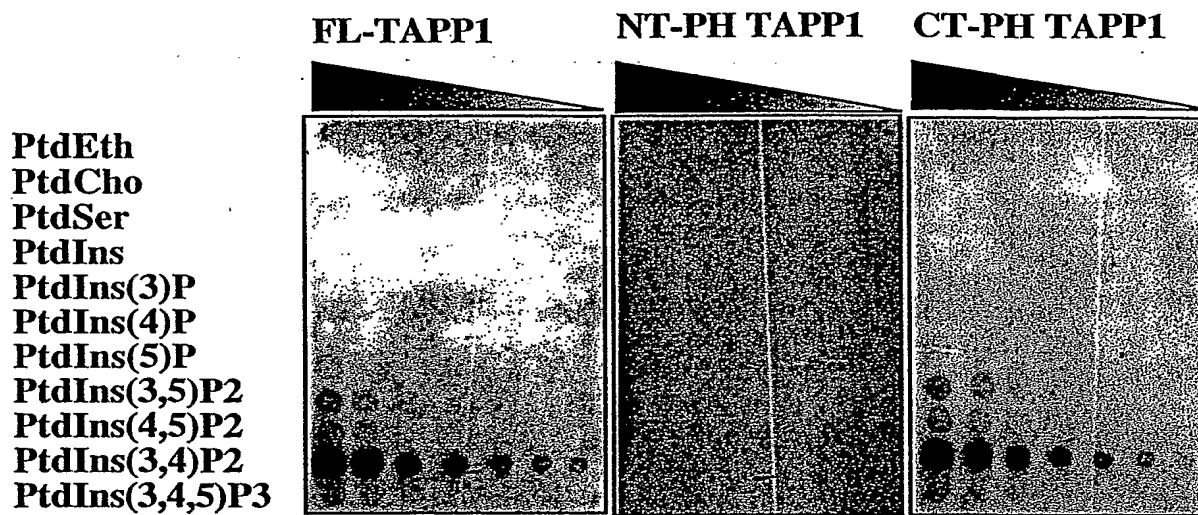 FL-TAPP1 NT-PH TAPP1 CT-PH TAPP1
PtdEth
PtdCho
PtdSer
PtdIns
PtdIns(3)P
PtdIns(4)P
PtdIns(5)P
PtdIns(3,5)P2
PtdIns(4,5)P2
PtdIns(3,4)P2
PtdIns(3,4,5)P3